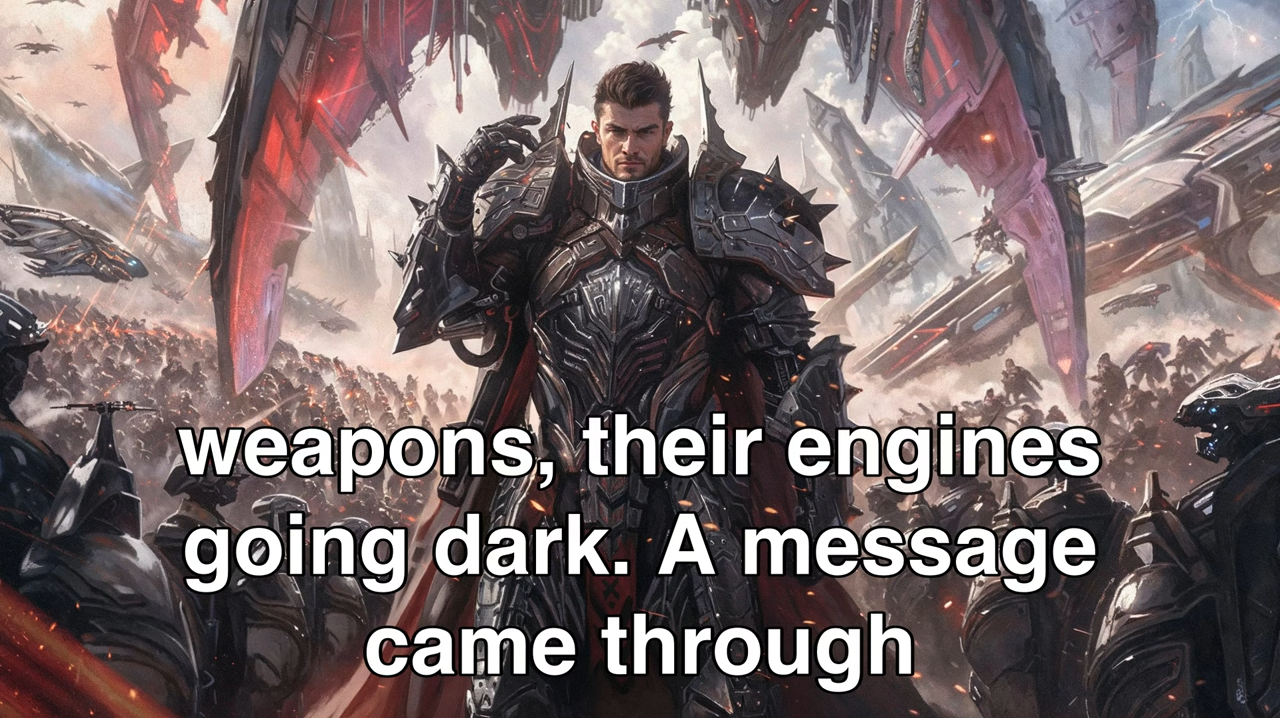 weapons, their engines
going dark. A message
came through